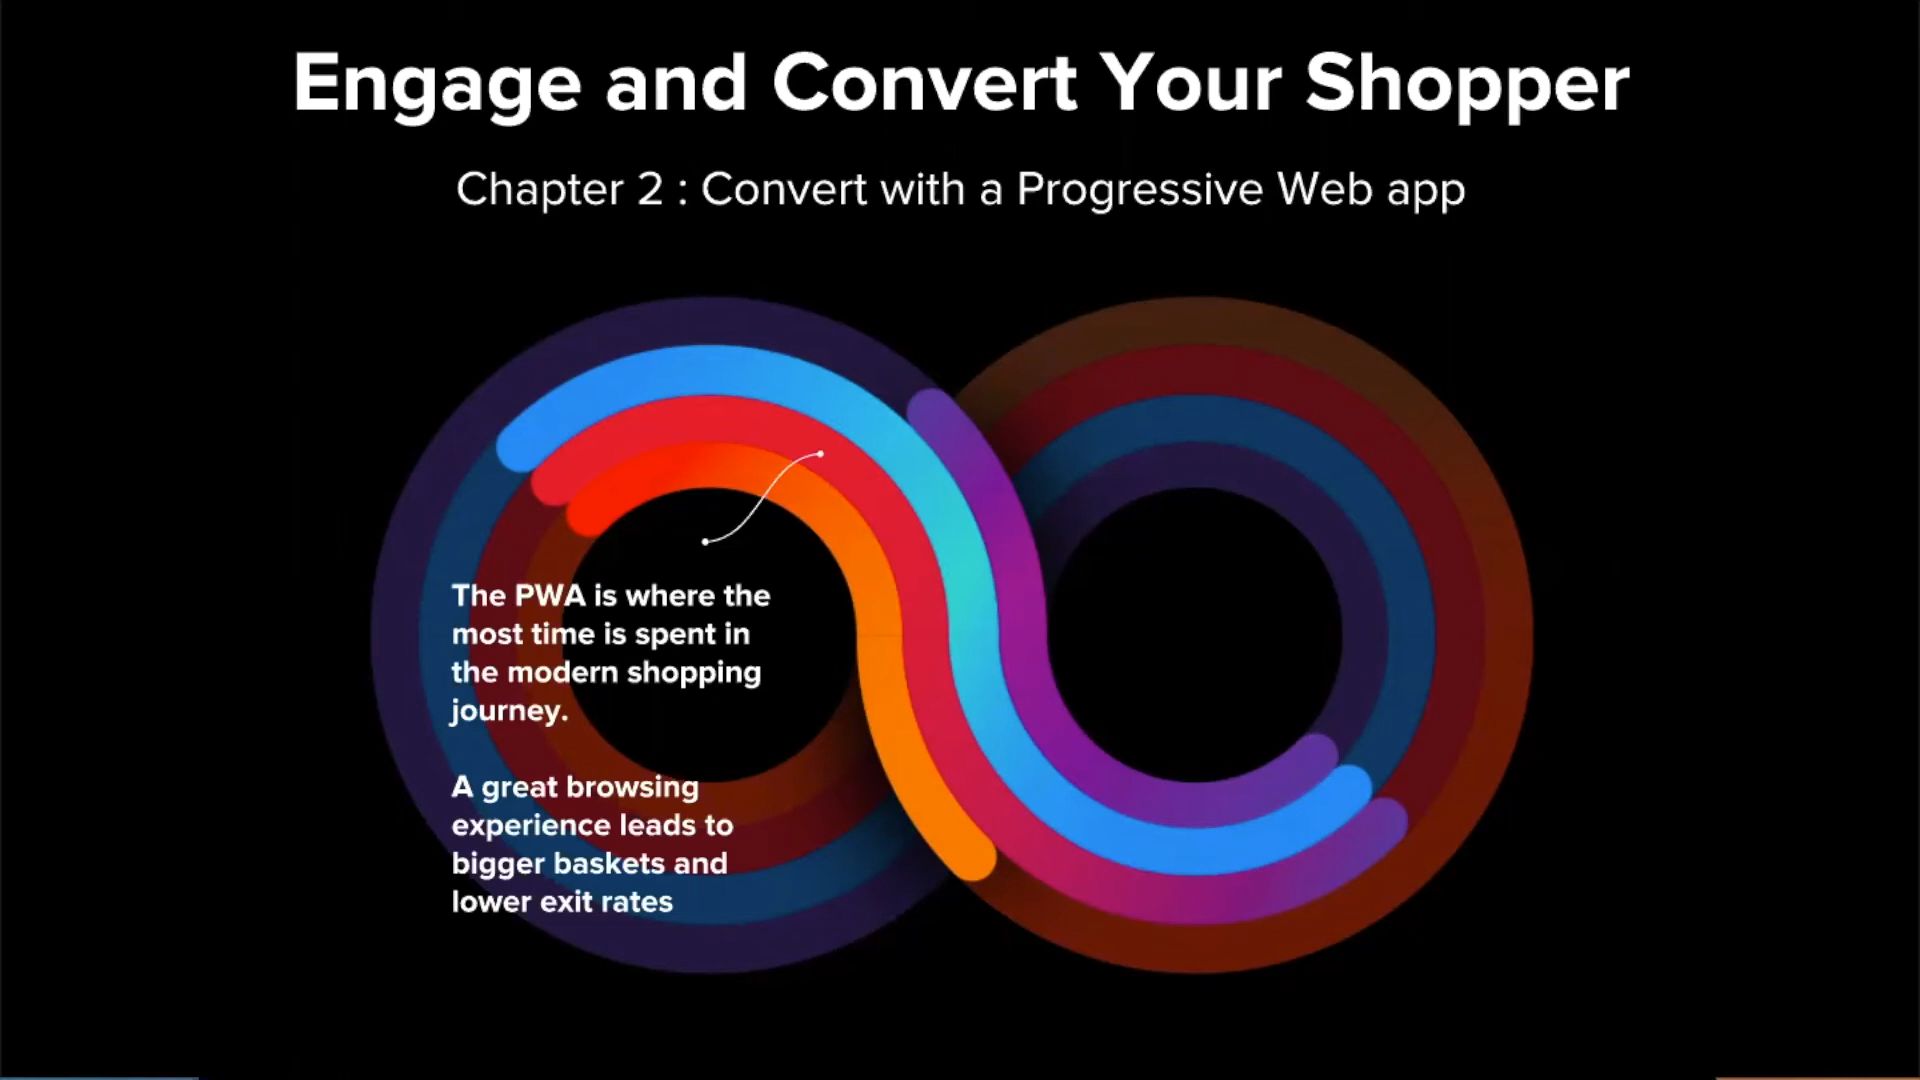 Engage and Convert Your Shopper
Chapter 2 : Convert with a Progressive Web app
The PWA is where the
most time is spent in
the modern shopping
journey.
A great browsing
experience leads to
bigger baskets and
lower exit rates